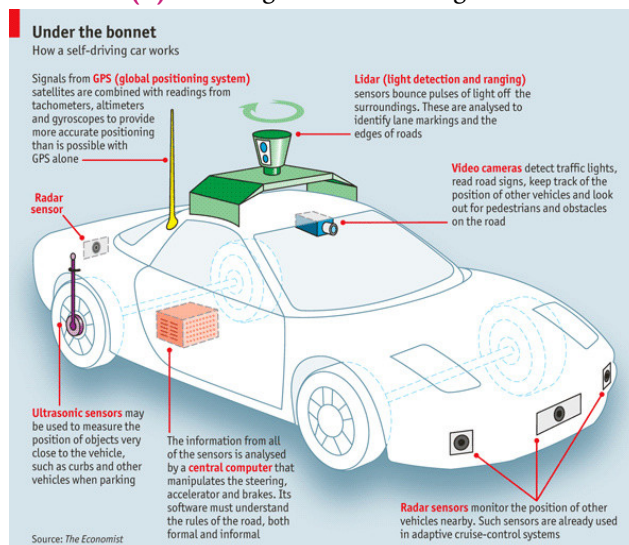 Under the bonnet
How a self-driving car works
Signals from GPS (global positioning system)
satellites are combined with readings from
tachometers, altimeters
and gyroscopes to provide
more accurate positioning
than is possible with
GPS alone
Lidar (light detection and ranging)
sensors bounce pulses of light off the
surroundings. These are analysed to
identify lane markings and the
edges of roads
Video cameras detect traffic lights,
read road signs, keep track of the
position of other vehicles and look
out for pedestrians and obstacles
on the road
Radar
sensor
Ultrasonic sensors may
be used to measure the
position of objects very
close to the vehicle,
such as curbs and other
vehicles when parking
The information from all
of the sensors is analysed
by a central computer that
manipulates the steering,
accelerator and brakes. Its
software must understand
the rules of the road, both
formal and informal
Radar sensors monitor the position of other
vehicles nearby. Such sensors are already used
in adaptive cruise-control systems
Source: The Economist